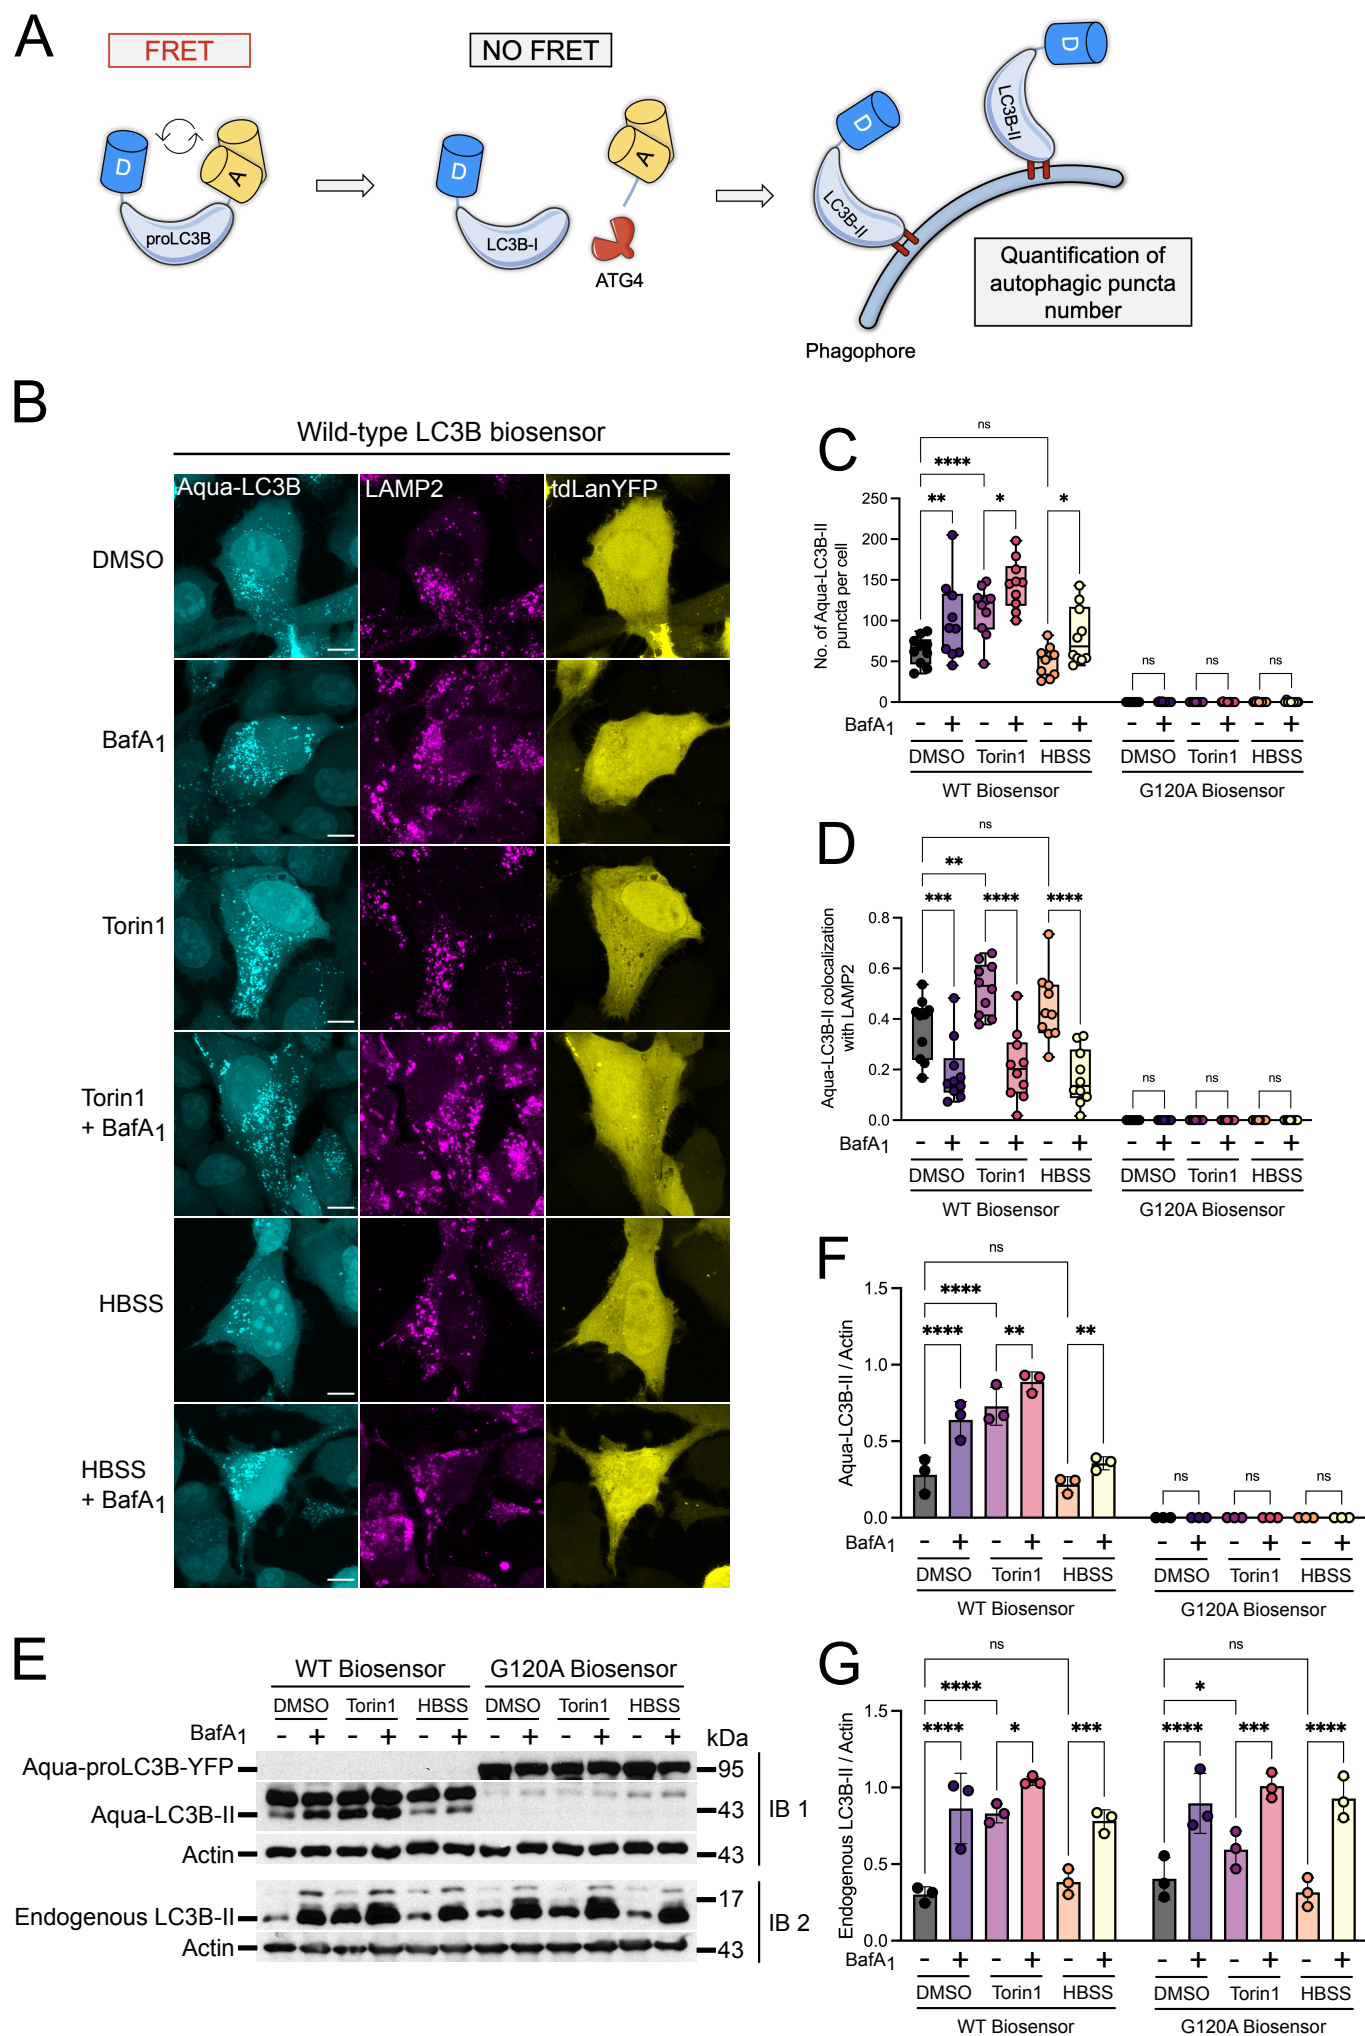 A
FRET
NO FRET
D
A
proLC3B
D
LC3B-I
A
ATG4
D
LC3B-II
D
LC3B-II
Quantification of
autophagic puncta
number
Phagophore
B
Wild-type LC3B biosensor
Aqua-LC3B LAMP2 tdLanYFP
DMSO
BafA1
Torin1
Torin1
+ BafA1
HBSS
HBSS
+ BafA1
C
ns
****
** * *
No. of Aqua-LC3B-II
puncta per cell
250
200
150
100
50
0
ns ns ns
BafA1 - + - + - + - + - + - +
DMSO Torin1 HBSS DMSO Torin1 HBSS
WT Biosensor G120A Biosensor
D
ns
**
*** **** ****
Aqua-LC3B-II colocalization
with LAMP2
0.8
0.6
0.4
0.2
0.0
ns ns ns
BafA1 - + - + - + - + - + - +
DMSO Torin1 HBSS DMSO Torin1 HBSS
WT Biosensor G120A Biosensor
E
WT Biosensor G120A Biosensor
DMSO Torin1 HBSS DMSO Torin1 HBSS
BafA1 - + - + - + - + - + - + kDa
Aqua-proLC3B-YFP 95
Aqua-LC3B-II 43
Actin 43
IB 1
17
Endogenous LC3B-II
Actin 43
IB 2
F
ns
****
**** ** **
Aqua-LC3B-II / Actin
1.5
1.0
0.5
0.0
ns ns ns
BafA1 - + - + - + - + - + - +
DMSO Torin1 HBSS DMSO Torin1 HBSS
WT Biosensor G120A Biosensor
G
ns ns
**** *
**** * *** **** *** ****
Endogenous LC3B-II / Actin
1.5
1.0
0.5
0.0
BafA1 - + - + - + - + - + - +
DMSO Torin1 HBSS DMSO Torin1 HBSS
WT Biosensor G120A Biosensor